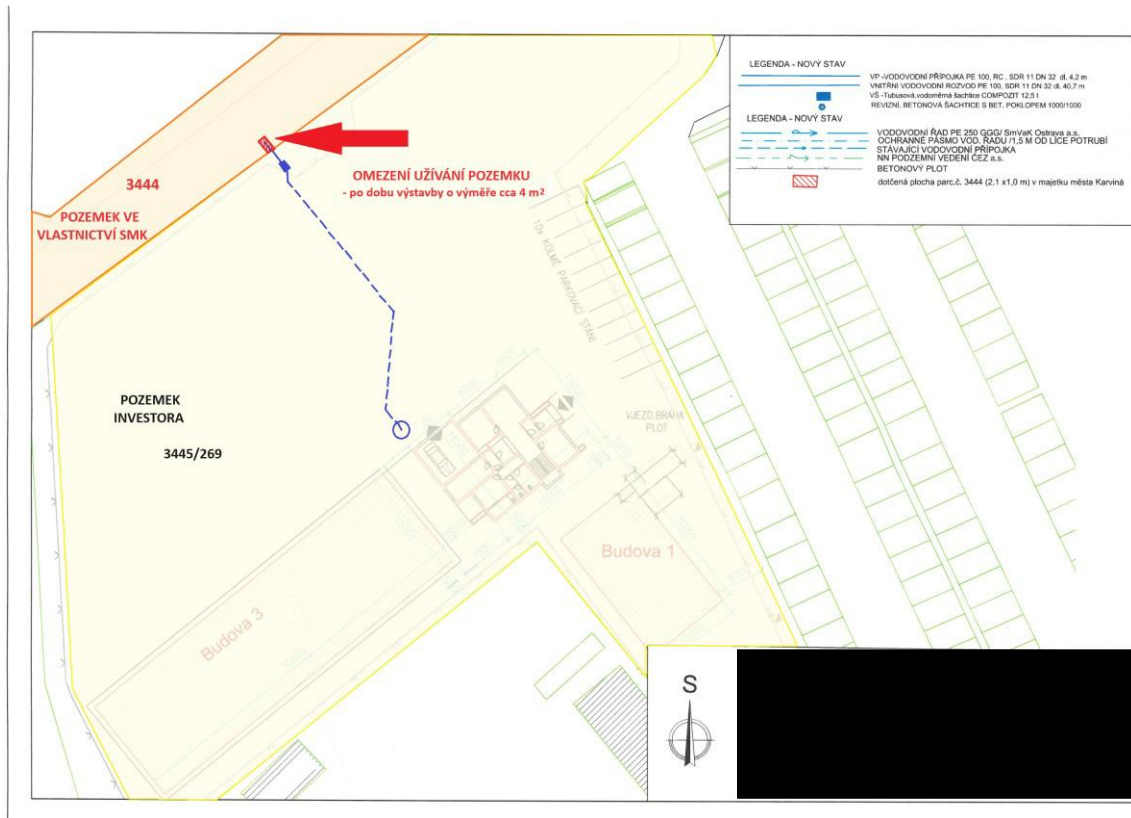 LEGENDA - NOVÝ STAV
VP -VODOVODNÍ PŘÍPOJKA PE 100, RC , SDR 11 DN 32 dl. 4,2 m
VNITŘNÍ VODOVODNÍ ROZVOD PE 100, SDR 11 DN 32 dl. 40,7 m
VŠ -Tubusová,vodoměrná šachtice COMPOZIT 12,5 t
REVIZNÍ, BETONOVÁ ŠACHTICE S BET. POKLOPEM 1000/1000
LEGENDA - NOVÝ STAV
VODOVODNÍ ŘAD PE 250 GGG/ SmVaK Ostrava a.s.
OCHRANNÉ PÁSMO VOD. ŘADU /1,5 M OD LÍCE POTRUBÍ
STÁVAJÍCÍ VODOVODNÍ PŘÍPOJKA
NN PODZEMNÍ VEDENÍ ČEZ a.s.
BETONOVÝ PLOT
dotčená plocha parc.č. 3444 (2,1 x1,0 m) v majetku města Karviná
OMEZENÍ UŽÍVÁNÍ POZEMKU
- po dobu výstavby o výměře cca 4 m²
3444
POZEMEK VE
VLASTNICTVÍ SMK
10x KOLMÉ PARKOVACÍ STÁNÍ
POZEMEK
INVESTORA
3445/269
VJEZD,BRÁNA
PLOT
Budova 1
Budova 3
S